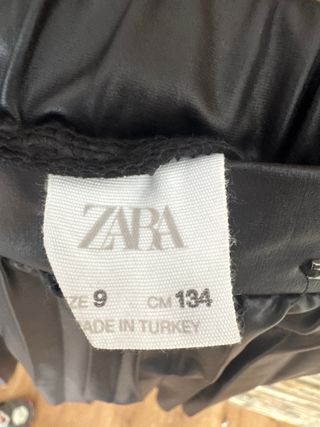 ZARA
ZE 9 CM 134
ADE IN TURKEY